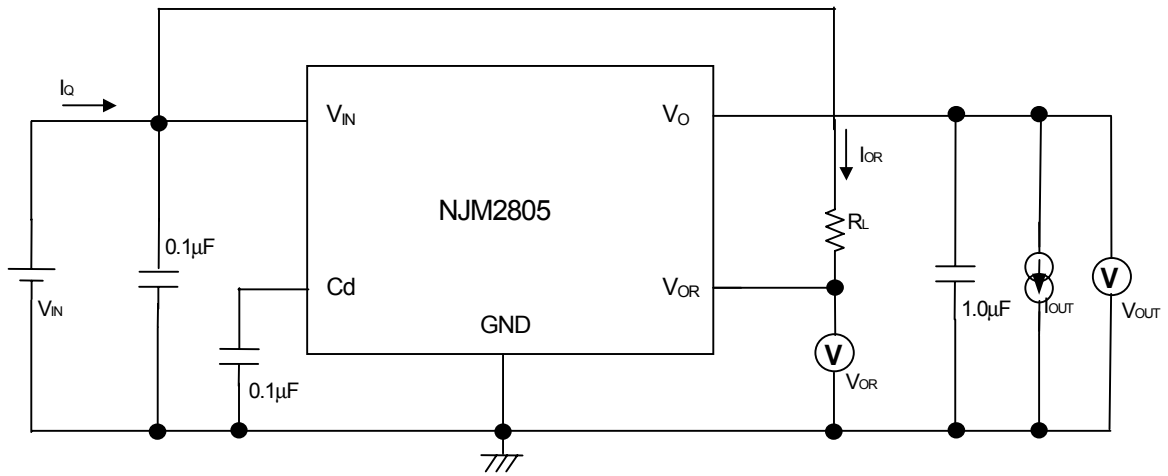 IQ
VIN
VO
IOR
NJM2805
RL
0.1μF
Cd
VOR
VIN
1.0μF
IOUT
V
VOUT
GND
V
VOR
0.1μF